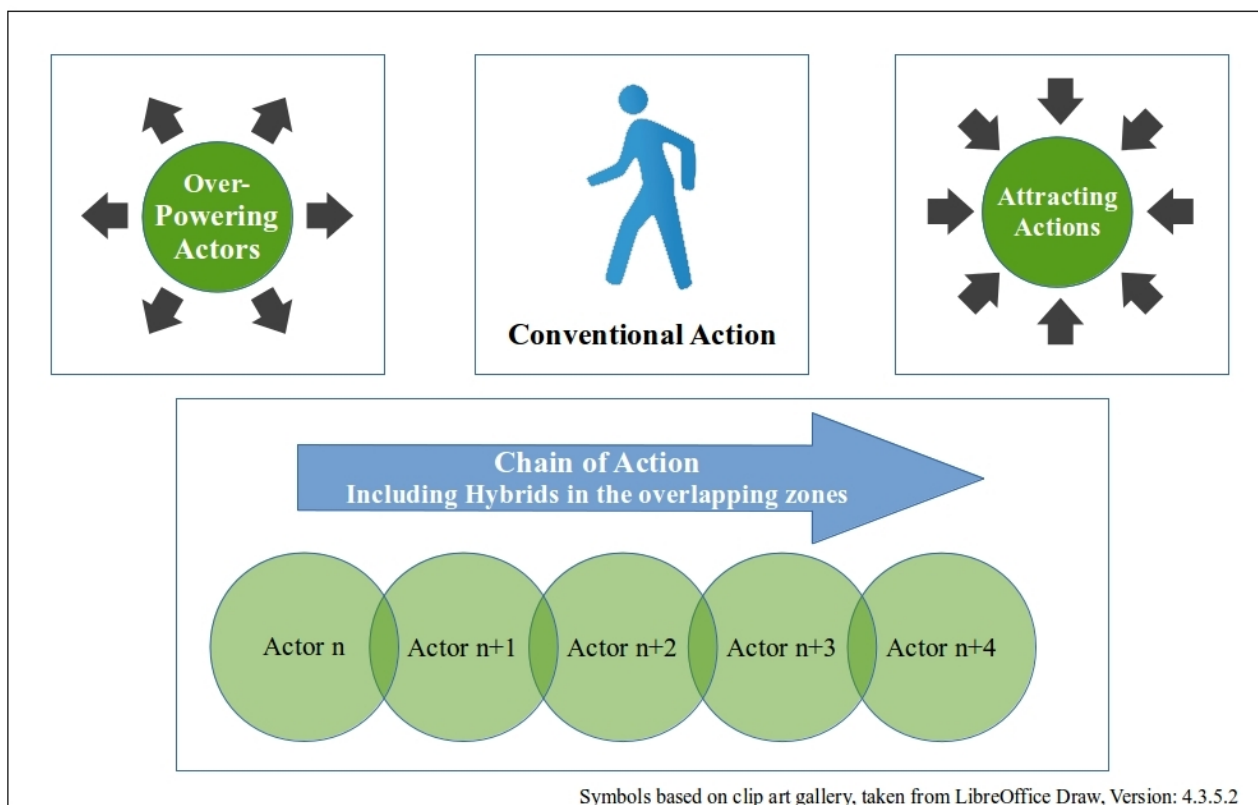 Over-
Powering
Actors
Conventional Action
Attracting
Actions
Chain of Action
Including Hybrids in the overlapping zones
Actor n
Actor n+1
Actor n+2
Actor n+3
Actor n+4
Symbols based on clip art gallery, taken from LibreOffice Draw, Version: 4.3.5.2